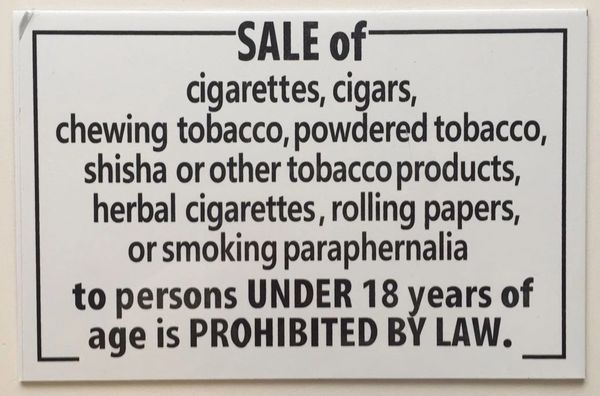 SALE of
cigarettes, cigars,
chewing tobacco, powdered tobacco,
shisha or other tobacco products,
herbal cigarettes, rolling papers,
or smoking paraphernalia
to persons UNDER 18 years of
age is PROHIBITED BY LAW.